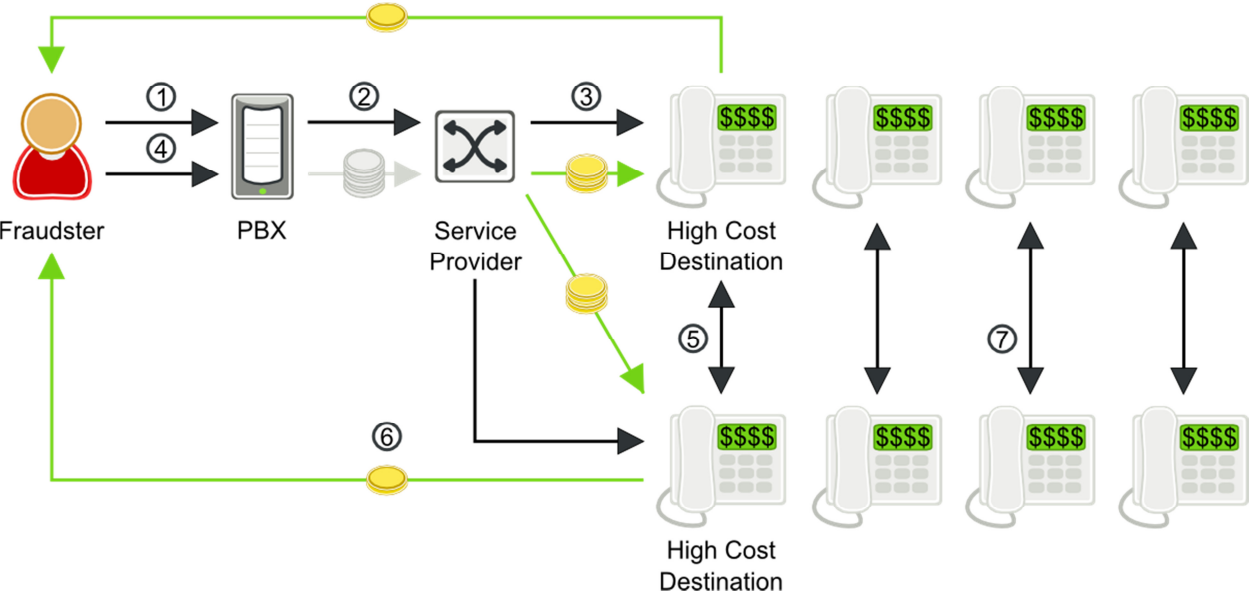 ①
②
③
④
$$$$
$$$$
$$$$
$$$$
Fraudster
PBX
Service
Provider
High Cost
Destination
⑤
⑦
⑥
$$$$
$$$$
$$$$
$$$$
High Cost
Destination